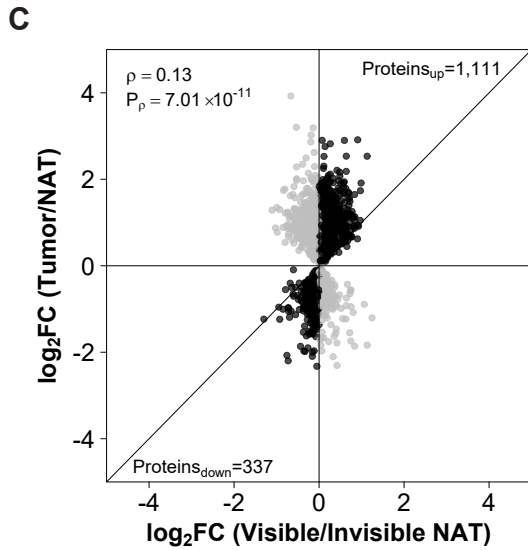 C
ρ = 0.13
Pρ = 7.01 ×10⁻¹¹
Proteinsup=1,111
4
2
0
-2
-4
log₂FC (Tumor/NAT)
Proteinsdown=337
-4 -2 0 2 4
log₂FC (Visible/Invisible NAT)